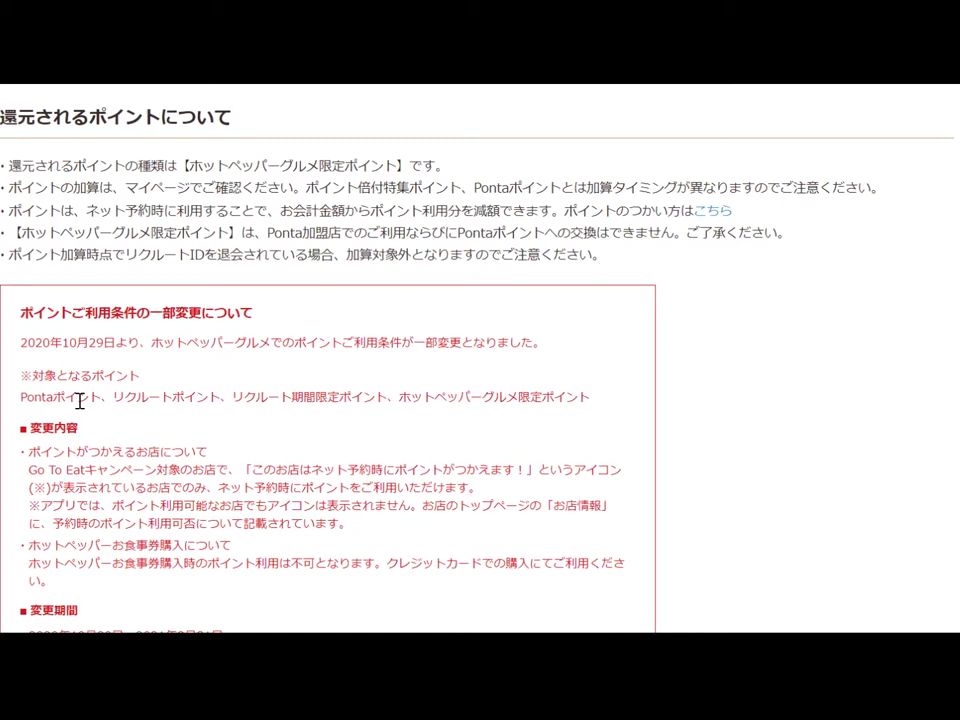 還元されるポイントについて
・還元されるポイントの種類は【ホットペッパーグルメ限定ポイント】です。
・ポイントの加算は、マイページでご確認ください。ポイント倍付特集ポイント、Pontaポイントとは加算タイミングが異なりますのでご注意ください。
・ポイントは、ネット予約時に利用することで、お会計金額からポイント利用分を減額できます。ポイントのつかい方はこちら
・【ホットペッパーグルメ限定ポイント】は、Ponta加盟店でのご利用ならびにPontaポイントへの交換はできません。ご了承ください。
・ポイント加算時点でリクルートIDを退会されている場合、加算対象外となりますのでご注意ください。
ポイントご利用条件の一部変更について
2020年10月29日より、ホットペッパーグルメでのポイントご利用条件が一部変更となりました。
※対象となるポイント
Pontaポイント、リクルートポイント、リクルート期間限定ポイント、ホットペッパーグルメ限定ポイント
■ 変更内容
・ポイントがつかえるお店について
Go To Eatキャンペーン対象のお店で、「このお店はネット予約時にポイントがつかえます！」というアイコン
(※)が表示されているお店でのみ、ネット予約時にポイントをご利用いただけます。
※アプリでは、ポイント利用可能なお店でもアイコンは表示されません。お店のトップページの「お店情報」
に、予約時のポイント利用可否について記載されています。
・ホットペッパーお食事券購入について
ホットペッパーお食事券購入時のポイント利用は不可となります。クレジットカードでの購入にてご利用くださ
い。
■ 変更期間